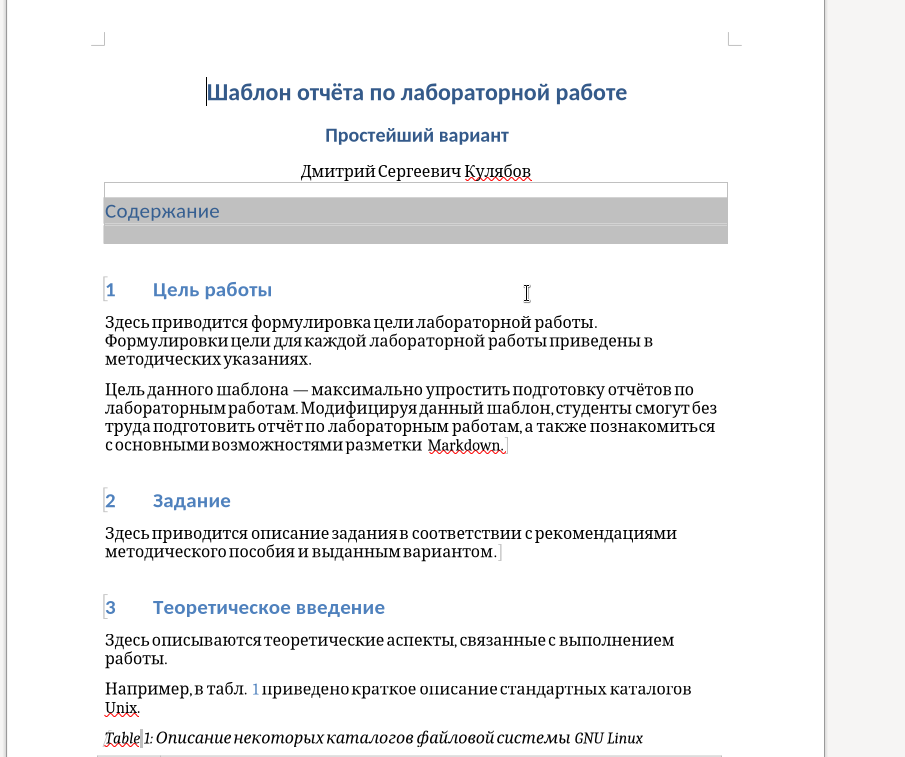 Шаблон отчёта по лабораторной работе
Простейший вариант
Дмитрий Сергеевич Кулябов
Содержание
1 Цель работы
Здесь приводится формулировка цели лабораторной работы.
Формулировки цели для каждой лабораторной работы приведены в
методических указаниях.
Цель данного шаблона — максимально упростить подготовку отчётов по
лабораторным работам. Модифицируя данный шаблон, студенты смогут без
труда подготовить отчёт по лабораторным работам, а также познакомиться
с основными возможностями разметки Markdown.
2 Задание
Здесь приводится описание задания в соответствии с рекомендациями
методического пособия и выданным вариантом.
3 Теоретическое введение
Здесь описываются теоретические аспекты, связанные с выполнением
работы.
Например, в табл. 1 приведено краткое описание стандартных каталогов
Unix.
Table 1: Описание некоторых каталогов файловой системы GNU Linux